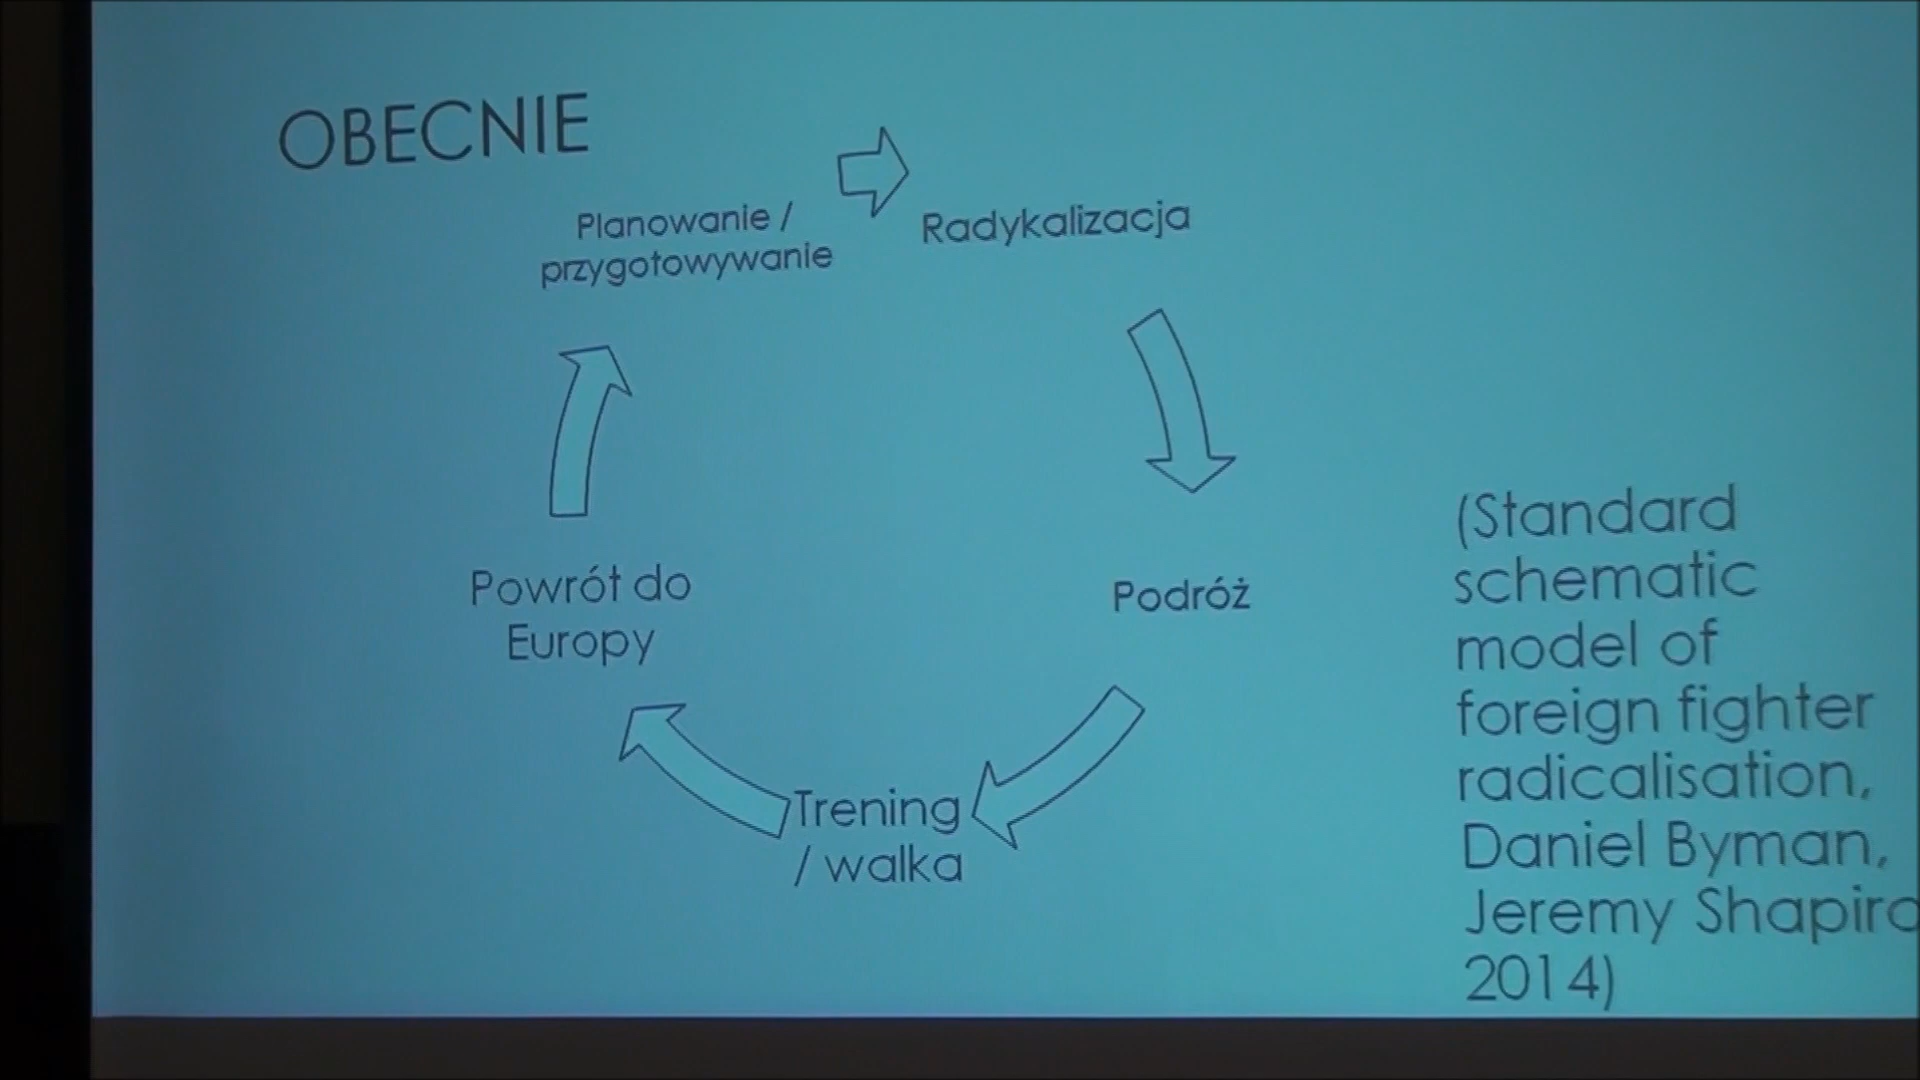 OBECNIE
Planowanie /
przygotowywanie
Radykalizacja
Podróż
Trening
/ walka
Powrót do
Europy
(Standard
schematic
model of
foreign fighter
radicalisation,
Daniel Byman,
Jeremy Shapiro
2014)